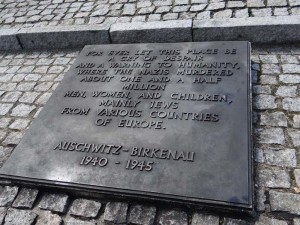 FOR EVER LET THIS PLACE BE
A CRY OF DESPAIR
AND A WARNING TO HUMANITY,
WHERE THE NAZIS MURDERED
ABOUT ONE AND A HALF
MILLION
MEN, WOMEN, AND CHILDREN,
MAINLY JEWS
FROM VARIOUS COUNTRIES
OF EUROPE.
AUSCHWITZ-BIRKENAU
1940 - 1945